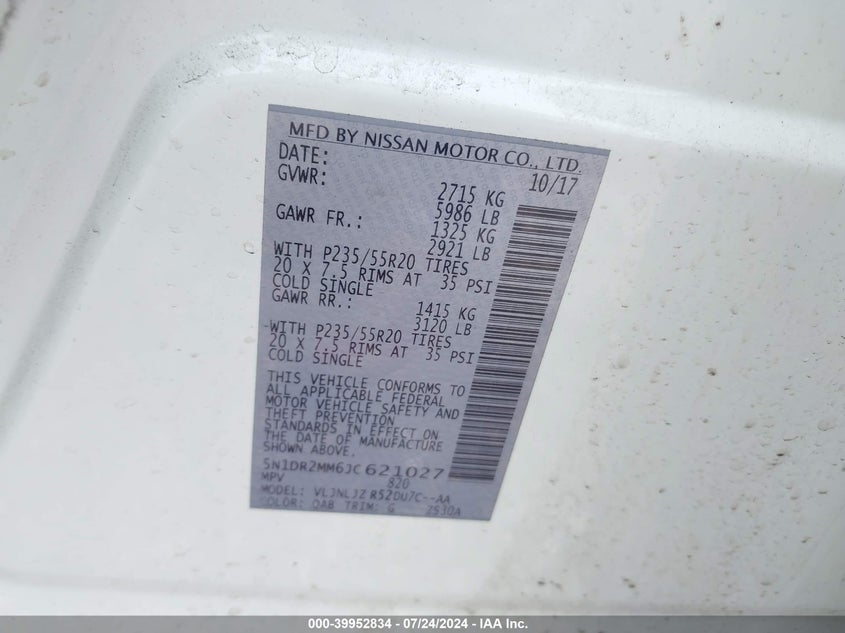 MFD BY NISSAN MOTOR CO., LTD.
DATE: 10/17
GVWR: 2715 KG
5986 LB
GAWR FR.: 1325 KG
2921 LB
WITH P235/55R20 TIRES
20 X 7.5 RIMS AT 35 PSI
COLD SINGLE
GAWR RR.: 1415 KG
3120 LB
-WITH P235/55R20 TIRES
20 X 7.5 RIMS AT 35 PSI
COLD SINGLE
THIS VEHICLE CONFORMS TO
ALL APPLICABLE FEDERAL
MOTOR VEHICLE SAFETY AND
THEFT PREVENTION
STANDARDS IN EFFECT ON
THE DATE OF MANUFACTURE
SHOWN ABOVE.
5N1DR2MM6JC621027
MPV 820
MODEL: R52DU7C--AA
COLOR: QAB TRIM: G
000-39952834 / 07/24/2024 - IAA Inc.